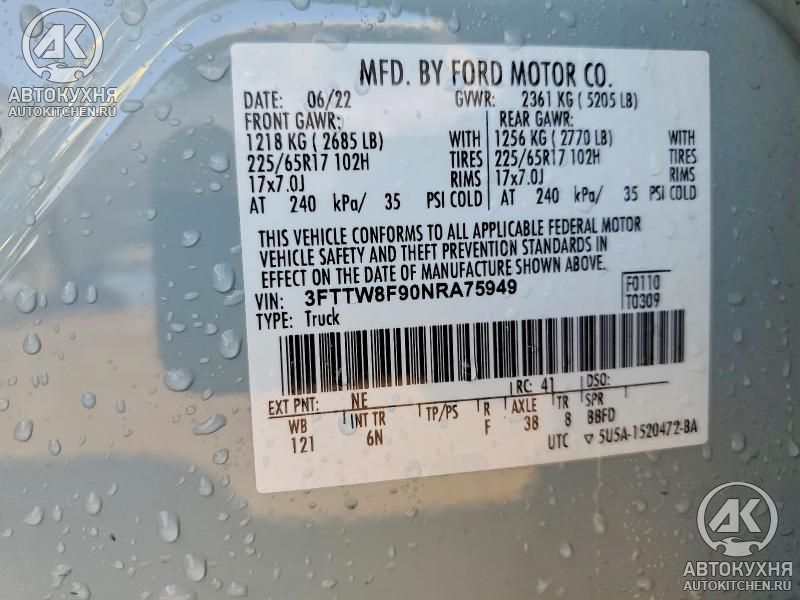 AK
АВТОКУХНЯ
AUTOKITCHEN.RU
MFD. BY FORD MOTOR CO.
DATE: 06/22 GVWR: 2361 KG ( 5205 LB)
FRONT GAWR: REAR GAWR:
1218 KG ( 2685 LB) WITH 1256 KG ( 2770 LB) WITH
225/65R17 102H TIRES 225/65R17 102H TIRES
17x7.0J RIMS 17x7.0J RIMS
AT 240 kPa/ 35 PSI COLD AT 240 kPa/ 35 PSI COLD
THIS VEHICLE CONFORMS TO ALL APPLICABLE FEDERAL MOTOR
VEHICLE SAFETY AND THEFT PREVENTION STANDARDS IN
EFFECT ON THE DATE OF MANUFACTURE SHOWN ABOVE.
VIN: 3FTTW8F90NRA75949 F0110
TYPE: Truck T0309
EXT PNT: NE RC: 41 DSO:
WB INT TR TP/PS R AXLE TR SPR
121 6N F 38 8 BBFD
UTC ▽ 5U5A-1520472-BA
AK
АВТОКУХНЯ
AUTOKITCHEN.RU